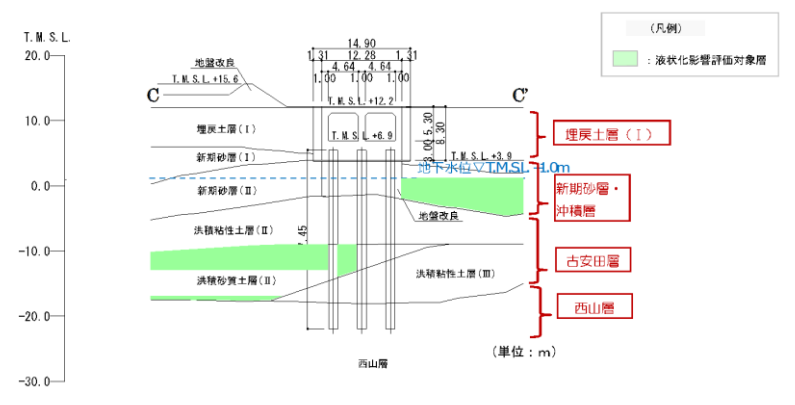 T.M.S.L.
20.0
10.0
0.0
-10.0
-20.0
-30.0
(凡例)
：液状化影響評価対象層
地盤改良
T.M.S.L.+15.6
C
C'
14.90
1.31
12.28
1.31
4.64
4.64
1.00
1.00
1.00
T.M.S.L.+12.2
T.M.S.L.+6.9
5.30
3.00
8.30
T.M.S.L.+3.9
地下水位▽T.M.S.L.
埋戻土層(Ⅰ)
新期砂層(Ⅰ)
新期砂層(Ⅱ)
地盤改良
洪積粘性土層(Ⅱ)
洪積砂質土層(Ⅱ)
洪積粘性土層(Ⅲ)
西山層
埋戻土層（Ⅰ）
新期砂層・
沖積層
古安田層
西山層
(単位：m)